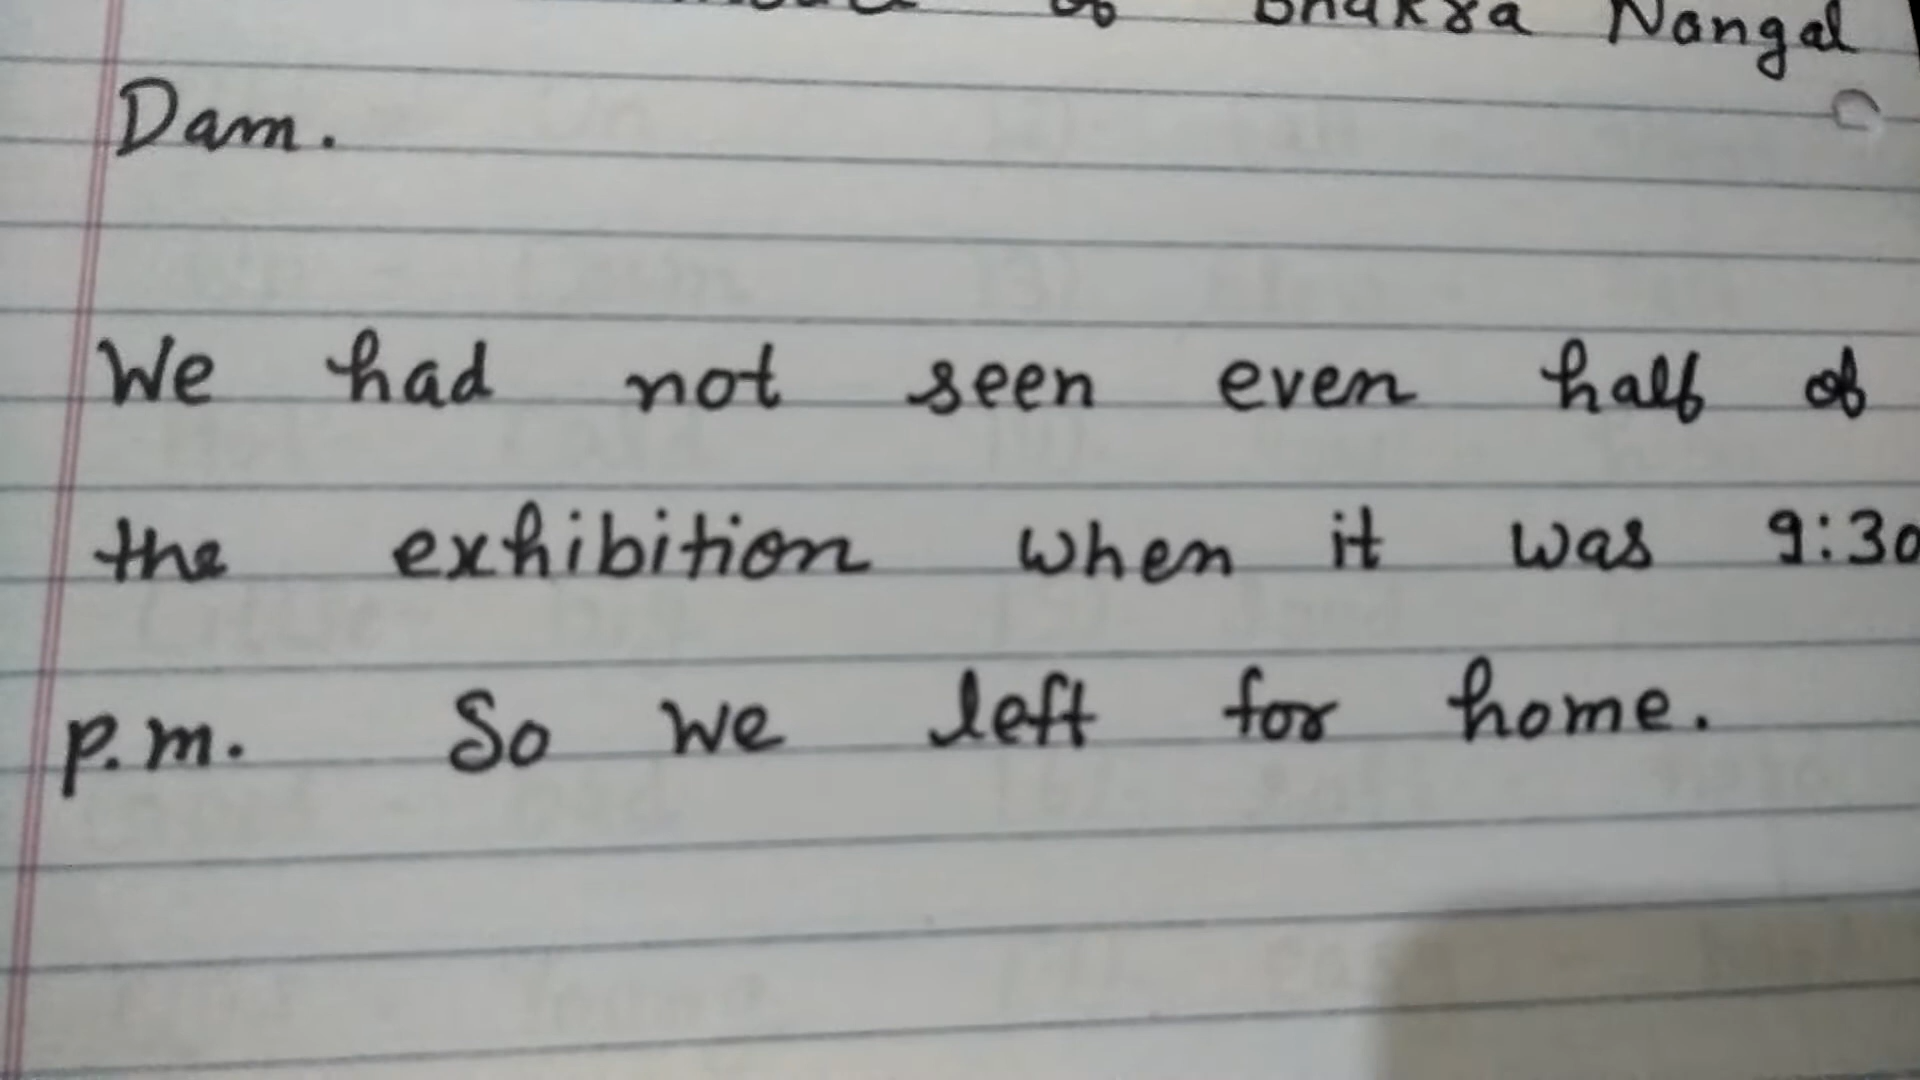 of Bhakra Nangal
Dam.
We had not seen even half of
the exhibition when it was 9:30
p.m. So we left for home.